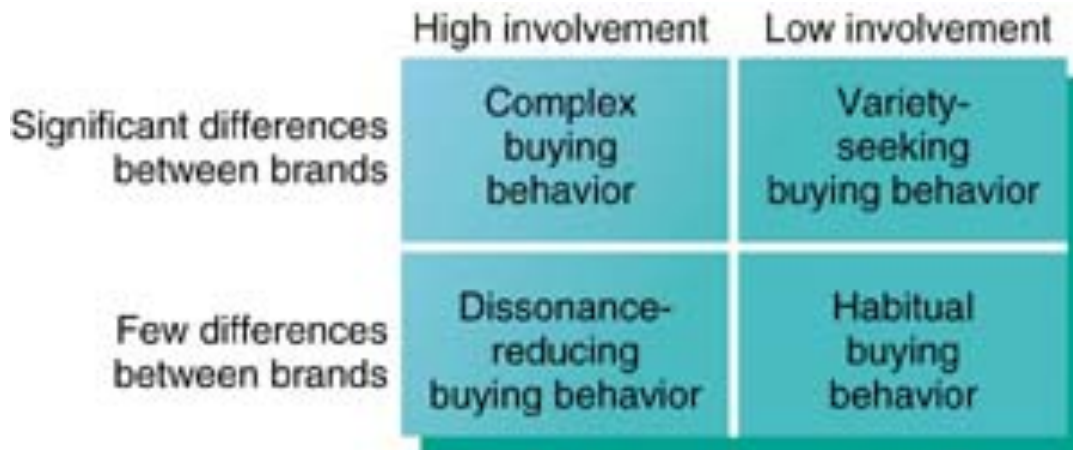 High involvement
Low involvement
Significant differences
between brands
Complex
buying
behavior
Variety-
seeking
buying behavior
Few differences
between brands
Dissonance-
reducing
buying behavior
Habitual
buying
behavior